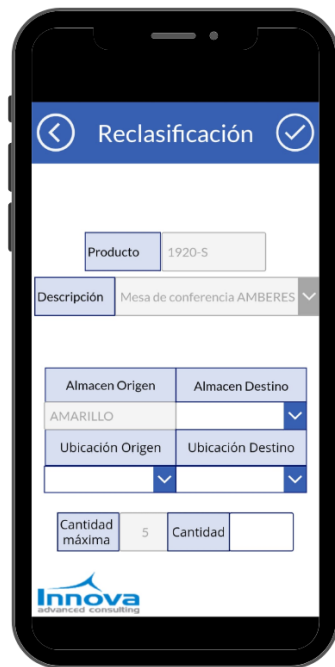 Reclasificación
Producto 1920-S
Descripción Mesa de conferencia AMBERES
Almacen Origen Almacen Destino
AMARILLO
Ubicación Origen Ubicación Destino
Cantidad
máxima 5 Cantidad
Innova
advanced consulting